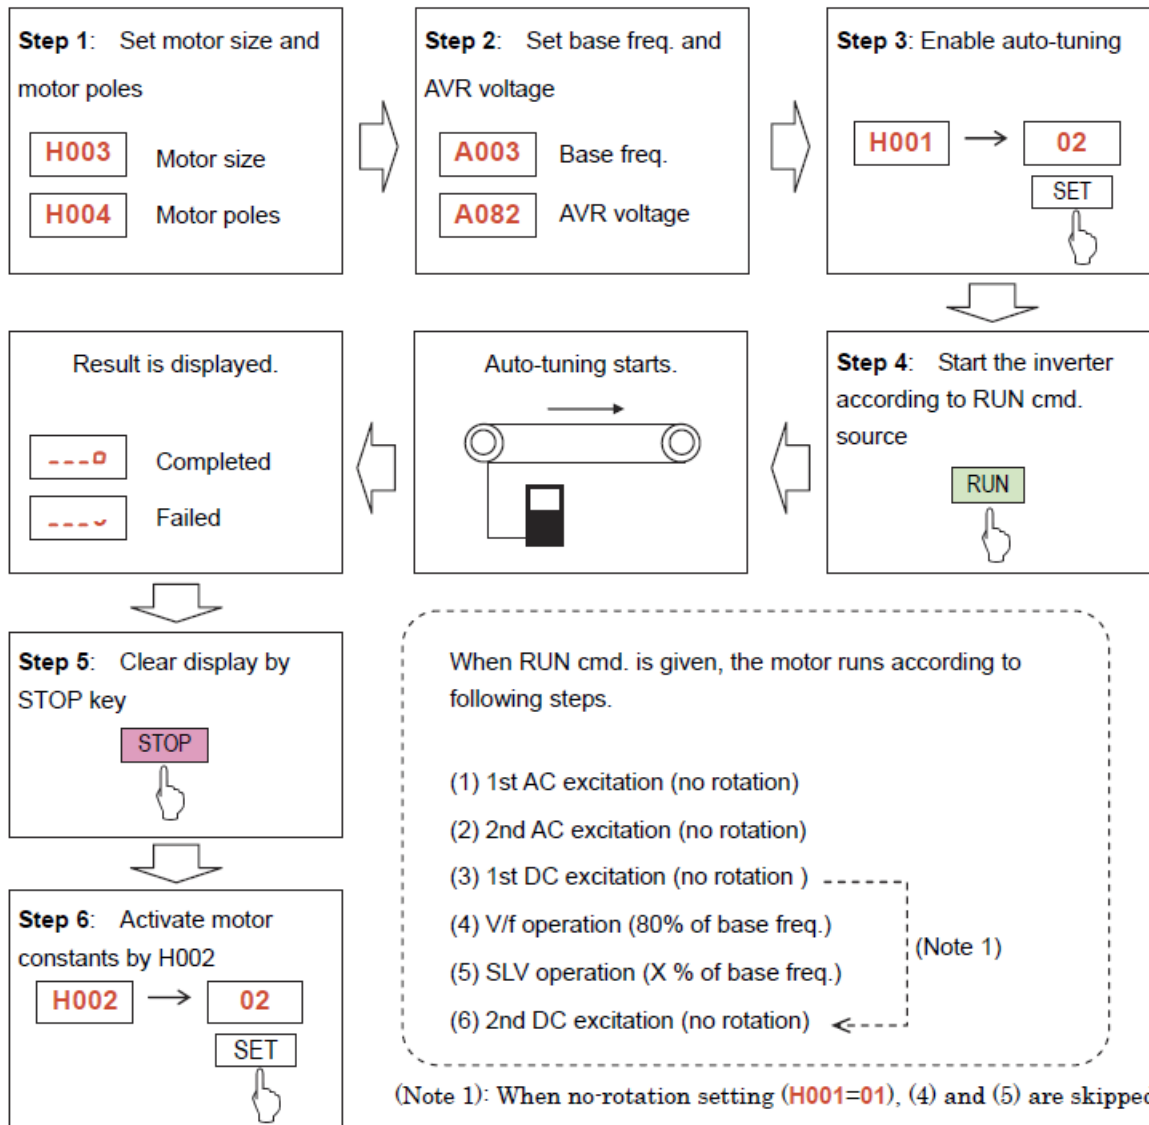 Step 1: Set motor size and
motor poles
H003 Motor size
H004 Motor poles
Step 2: Set base freq. and
AVR voltage
A003 Base freq.
A082 AVR voltage
Step 3: Enable auto-tuning
H001 → 02
SET
Step 4: Start the inverter
according to RUN cmd.
source
RUN
Auto-tuning starts.
Result is displayed.
Completed
Failed
Step 5: Clear display by
STOP key
STOP
Step 6: Activate motor
constants by H002
H002 → 02
SET
When RUN cmd. is given, the motor runs according to
following steps.
(1) 1st AC excitation (no rotation)
(2) 2nd AC excitation (no rotation)
(3) 1st DC excitation (no rotation )
(4) V/f operation (80% of base freq.)
(5) SLV operation (X % of base freq.)
(6) 2nd DC excitation (no rotation)
(Note 1)
(Note 1): When no-rotation setting (H001=01), (4) and (5) are skipped